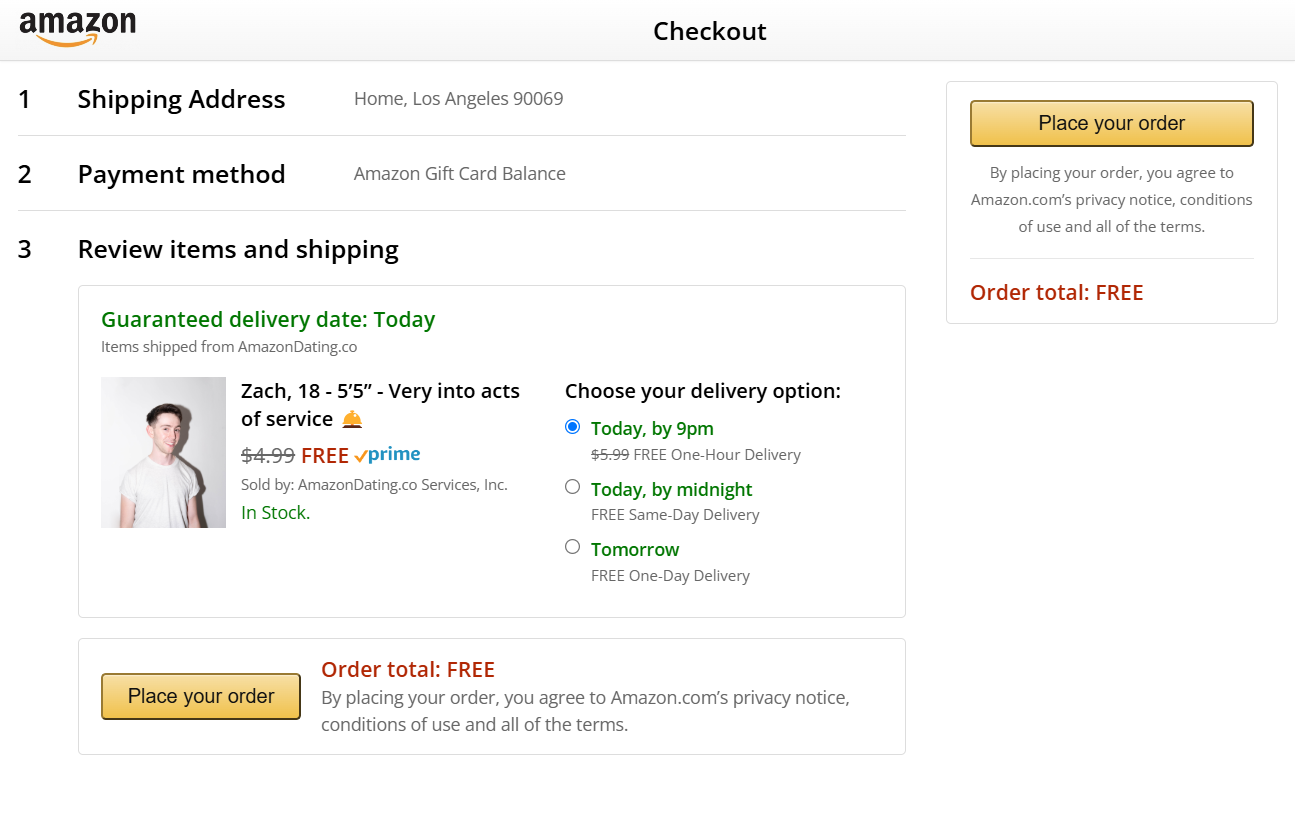 amazon
Checkout
1 Shipping Address Home, Los Angeles 90069
2 Payment method Amazon Gift Card Balance
3 Review items and shipping
Guaranteed delivery date: Today
Items shipped from AmazonDating.co
Zach, 18 - 5’5” - Very into acts
of service 🛎️
$4.99 FREE prime
Sold by: AmazonDating.co Services, Inc.
In Stock.
Choose your delivery option:
Today, by 9pm
$5.99 FREE One-Hour Delivery
Today, by midnight
FREE Same-Day Delivery
Tomorrow
FREE One-Day Delivery
Place your order
Order total: FREE
By placing your order, you agree to Amazon.com’s privacy notice,
conditions of use and all of the terms.
Place your order
By placing your order, you agree to
Amazon.com’s privacy notice, conditions
of use and all of the terms.
Order total: FREE